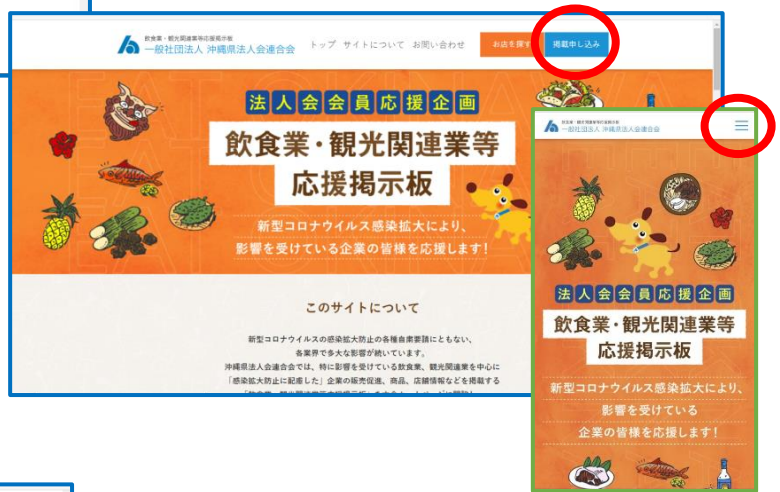 飲食業・観光関連業等応援掲示板
一般社団法人 沖縄県法人会連合会
トップ サイトについて お問い合わせ
お店を探す
掲載申し込み
法人会会員応援企画
飲食業・観光関連業等
応援掲示板
新型コロナウイルス感染拡大により、
影響を受けている企業の皆様を応援します!
このサイトについて
新型コロナウイルスの感染拡大防止の各種自粛要請にともない、
各業界で多大な影響が続いています。
沖縄県法人会連合会では、特に影響を受けている飲食業、観光関連業を中心に
「感染拡大防止に配慮した」企業の販売促進、商品、店舗情報などを掲載する
飲食業・観光関連業等応援掲示板
一般社団法人 沖縄県法人会連合会
法人会会員応援企画
飲食業・観光関連業等
応援掲示板
新型コロナウイルス感染拡大により、
影響を受けている
企業の皆様を応援します!